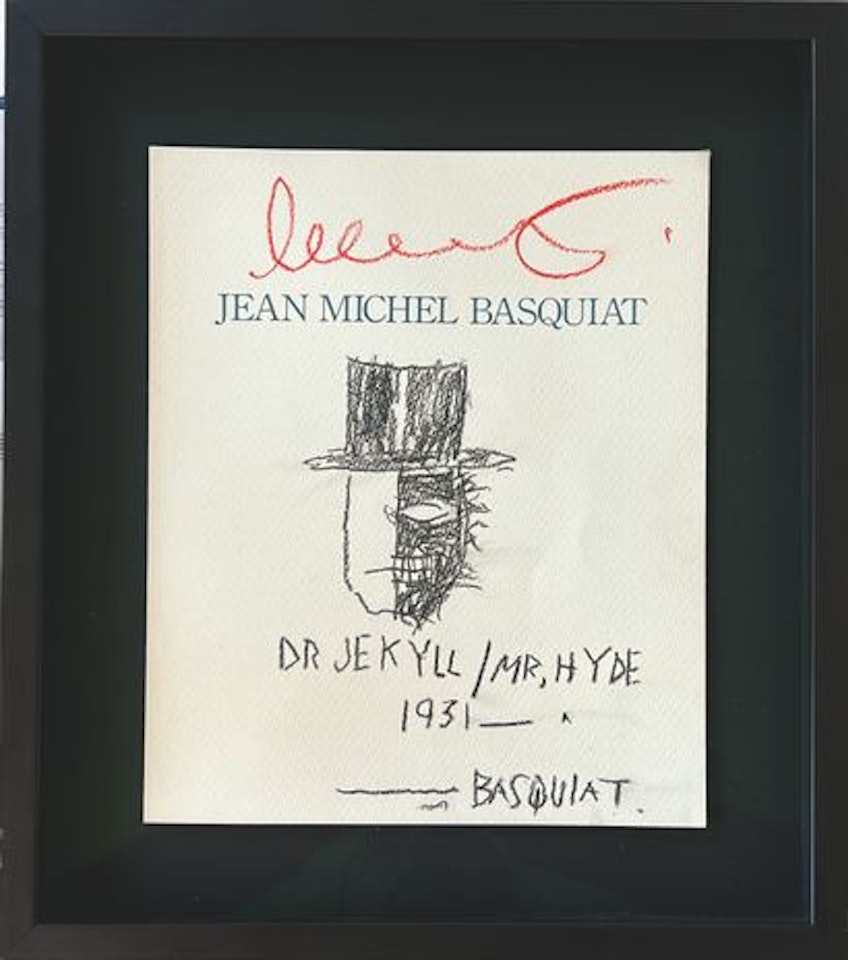 JEAN MICHEL BASQUIAT
DR JEKYLL / MR, HYDE
1931—
— BASQUIAT.